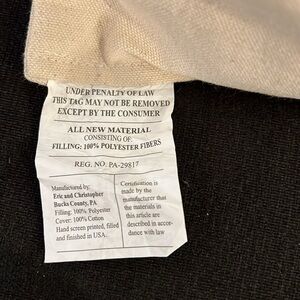 UNDER PENALTY OF LAW
THIS TAG MAY NOT BE REMOVED
EXCEPT BY THE CONSUMER
ALL NEW MATERIAL
CONSISTING OF:
FILLING: 100% POLYESTER FIBERS
REG. NO. PA-29817
Manufactured by:
Eric and Christopher
Bucks County, PA
Filling: 100% Polyester
Cover: 100% Cotton
Hand screen printed, filled
and finished in USA.
Certification is
made by the
manufacturer that
the materials in
this article are
described in accor-
dance with law